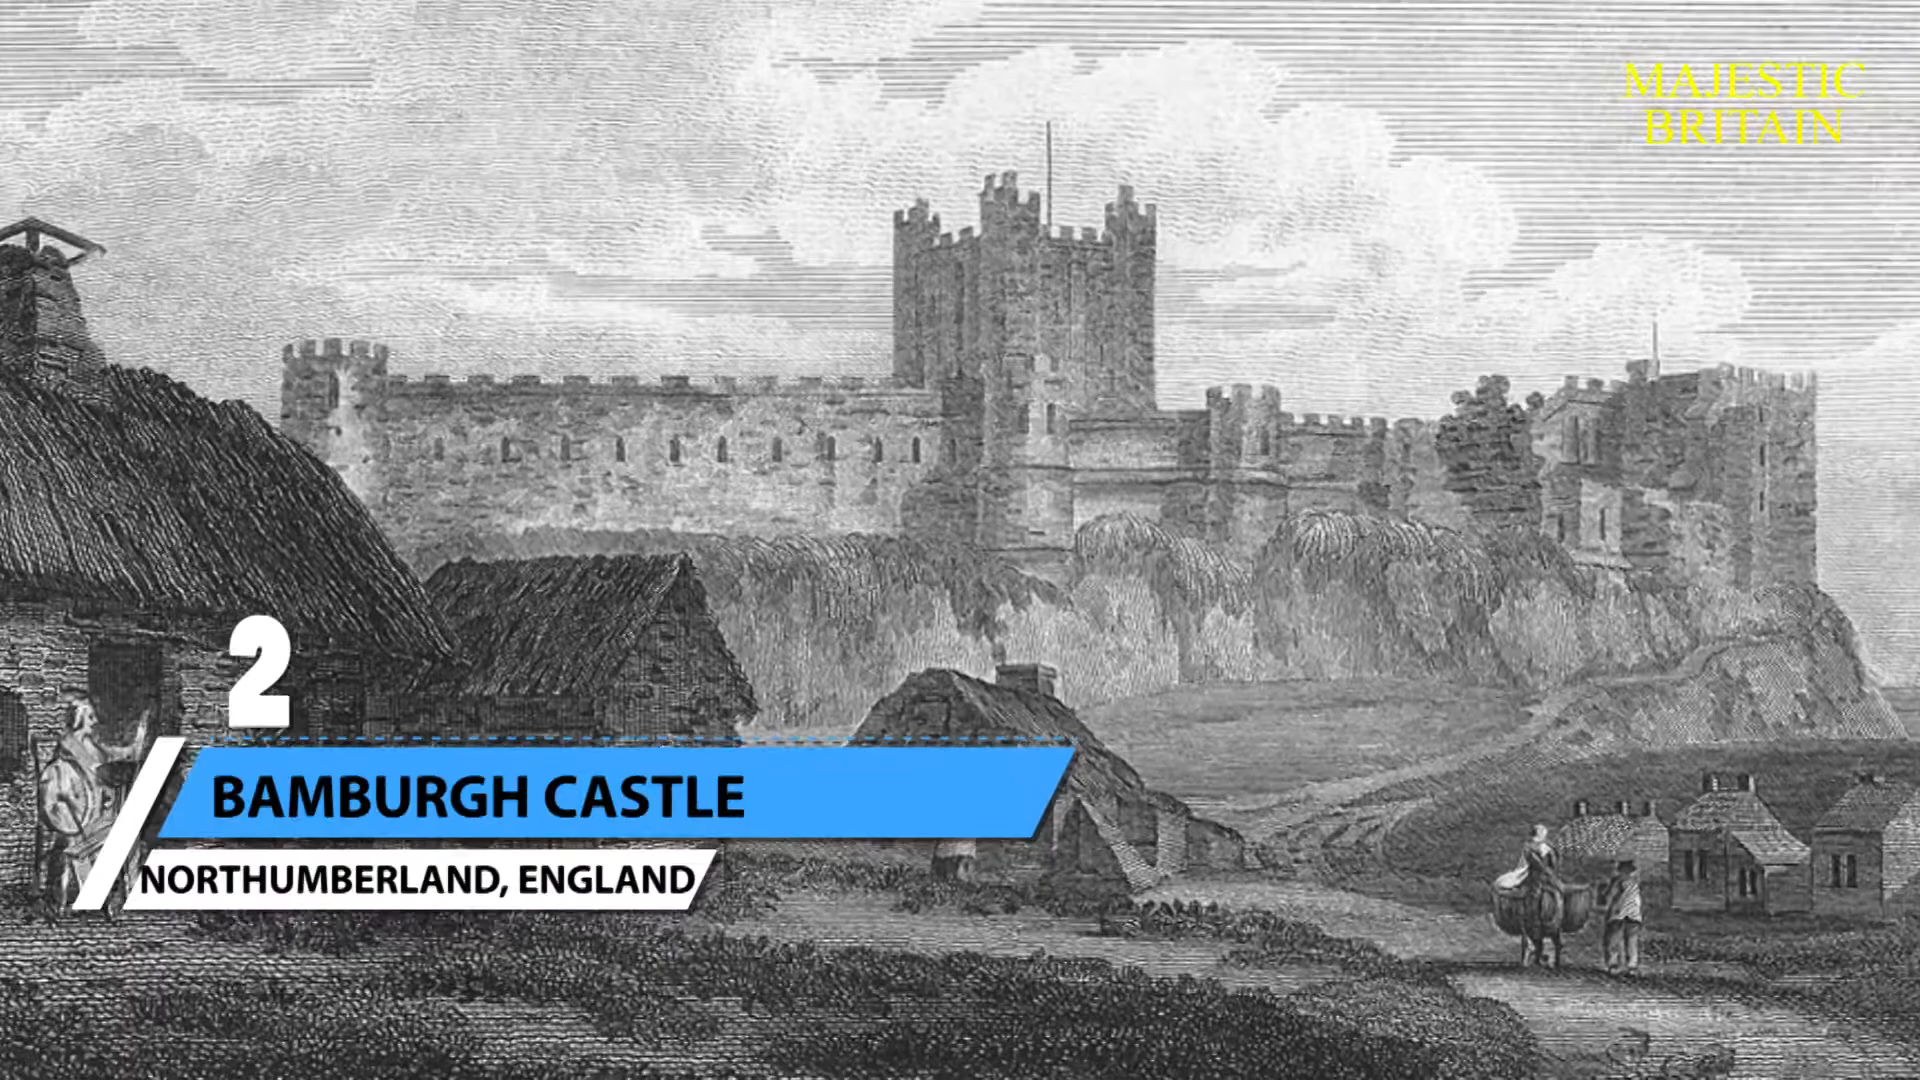 MAJESTIC
BRITAIN
2
BAMBURGH CASTLE
NORTHUMBERLAND, ENGLAND